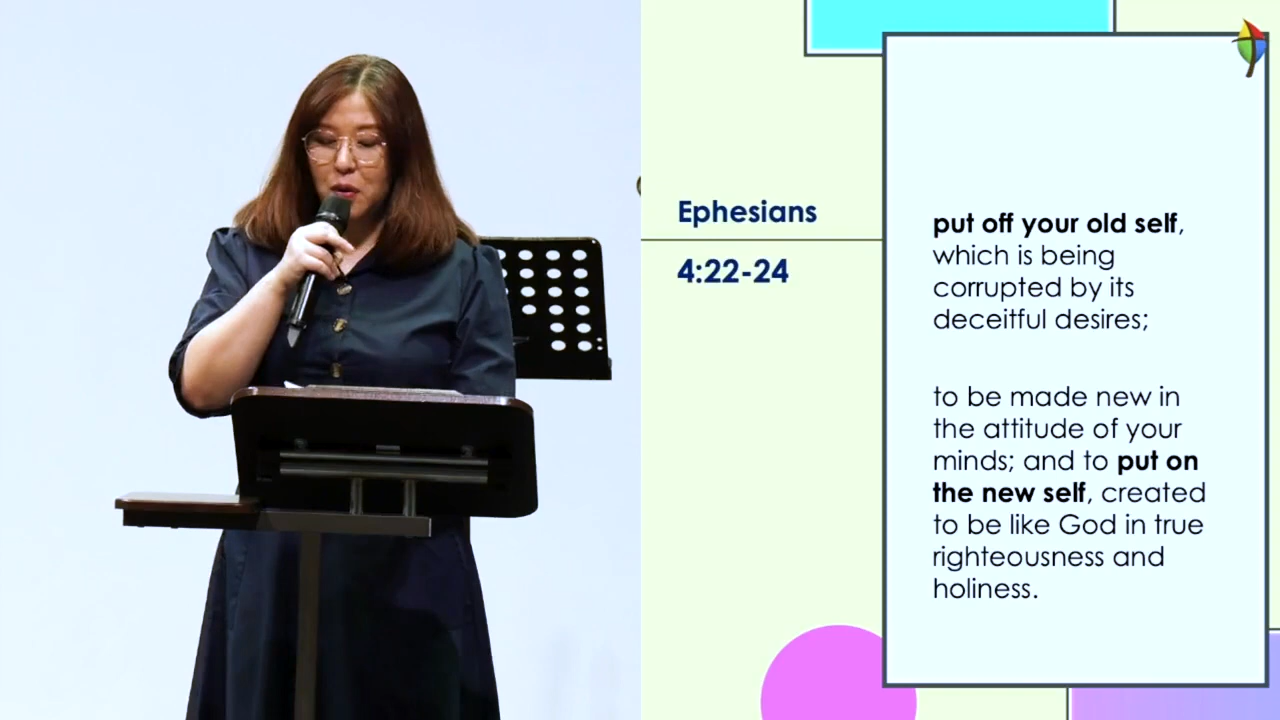 Ephesians
4:22-24
put off your old self,
which is being
corrupted by its
deceitful desires;
to be made new in
the attitude of your
minds; and to put on
the new self, created
to be like God in true
righteousness and
holiness.